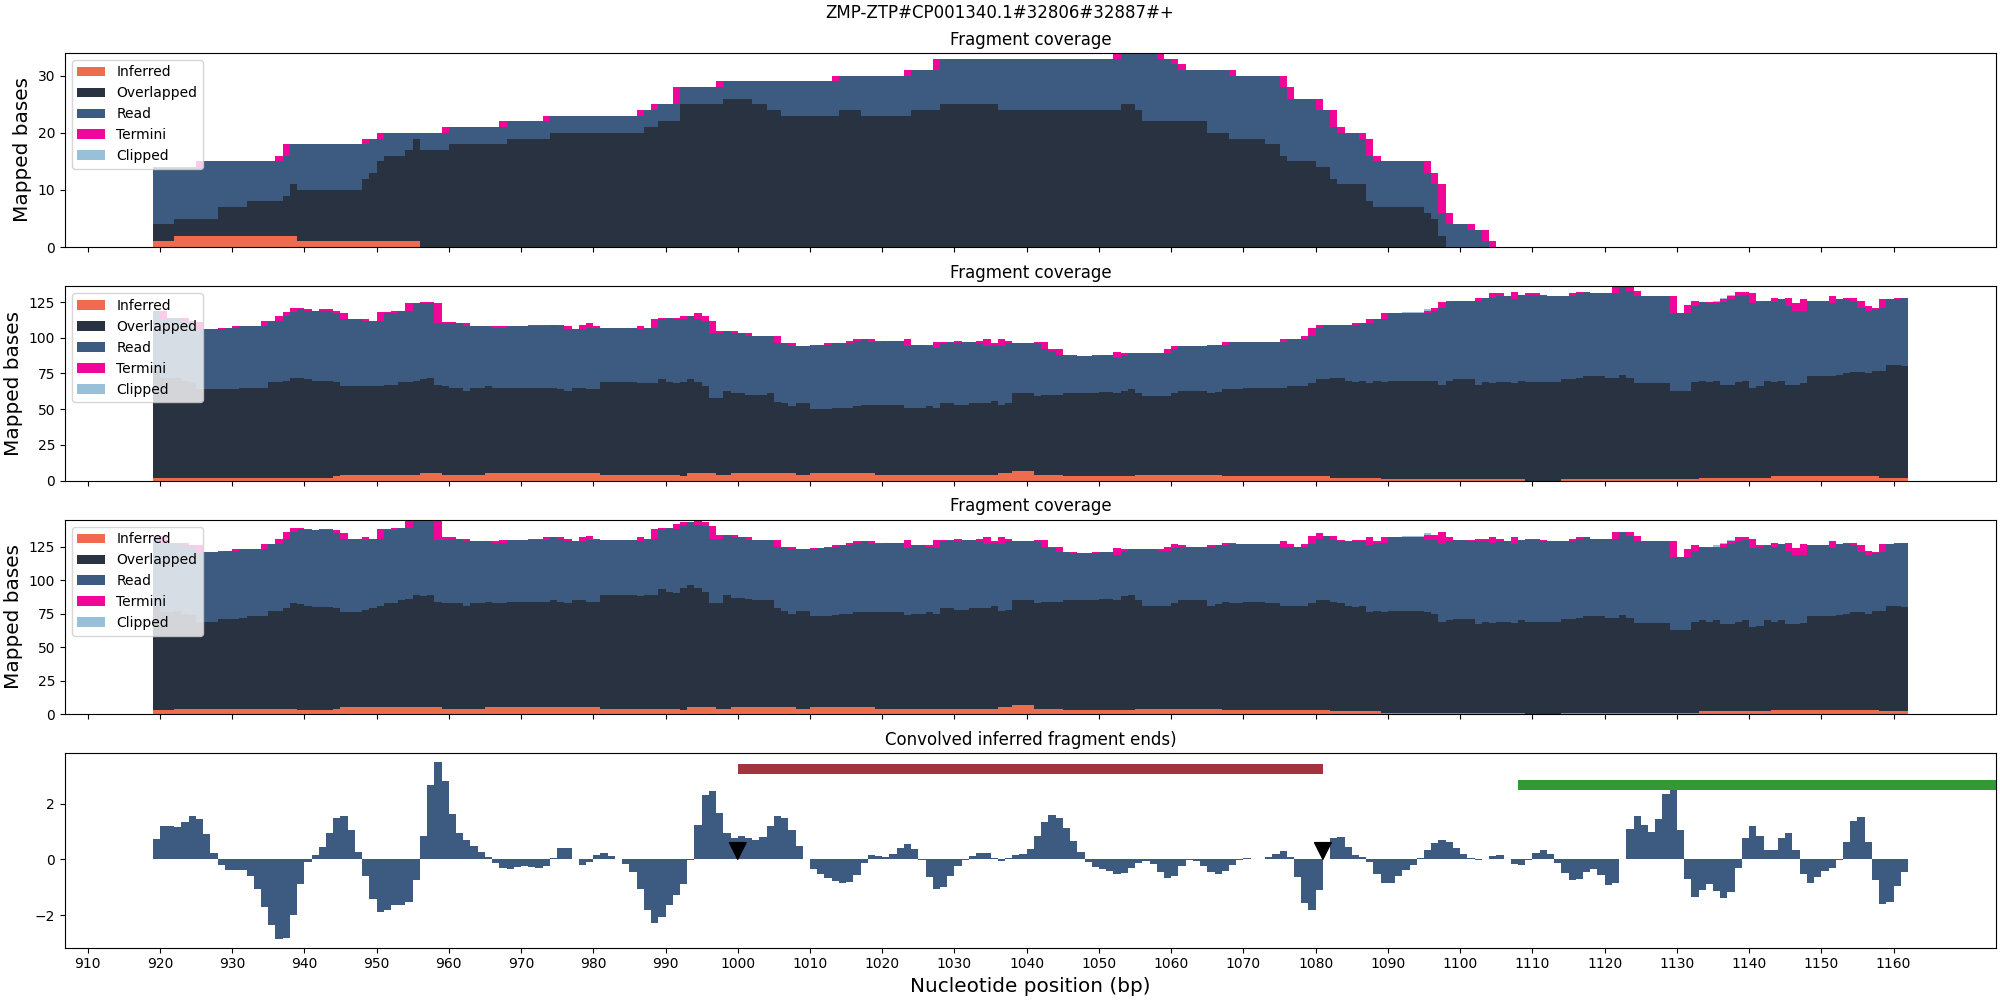 ZMP-ZTP#CP001340.1#32806#32887#+
Fragment coverage
Mapped bases
30
20
10
0
Inferred
Overlapped
Read
Termini
Clipped
Fragment coverage
Mapped bases
125
100
75
50
25
0
Inferred
Overlapped
Read
Termini
Clipped
Fragment coverage
Mapped bases
125
100
75
50
25
0
Inferred
Overlapped
Read
Termini
Clipped
Convolved inferred fragment ends)
2
0
−2
910 920 930 940 950 960 970 980 990 1000 1010 1020 1030 1040 1050 1060 1070 1080 1090 1100 1110 1120 1130 1140 1150 1160
Nucleotide position (bp)